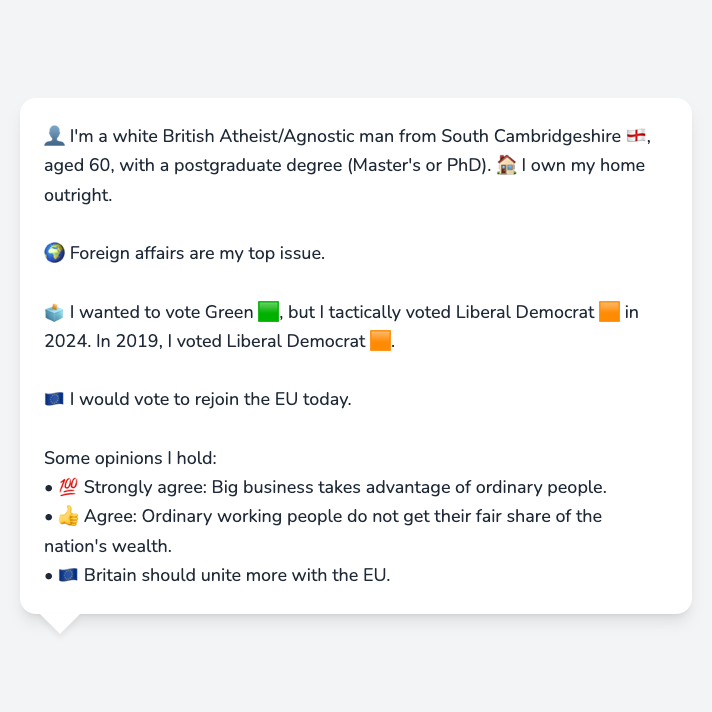 👤 I'm a white British Atheist/Agnostic man from South Cambridgeshire 🏴󠁧󠁢󠁥󠁮󠁧󠁿,
aged 60, with a postgraduate degree (Master's or PhD). 🏠 I own my home
outright.
🌍 Foreign affairs are my top issue.
🗳️ I wanted to vote Green 🟩, but I tactically voted Liberal Democrat 🟧 in
2024. In 2019, I voted Liberal Democrat 🟧.
🇪🇺 I would vote to rejoin the EU today.
Some opinions I hold:
• 💯 Strongly agree: Big business takes advantage of ordinary people.
• 👍 Agree: Ordinary working people do not get their fair share of the
nation's wealth.
• 🇪🇺 Britain should unite more with the EU.